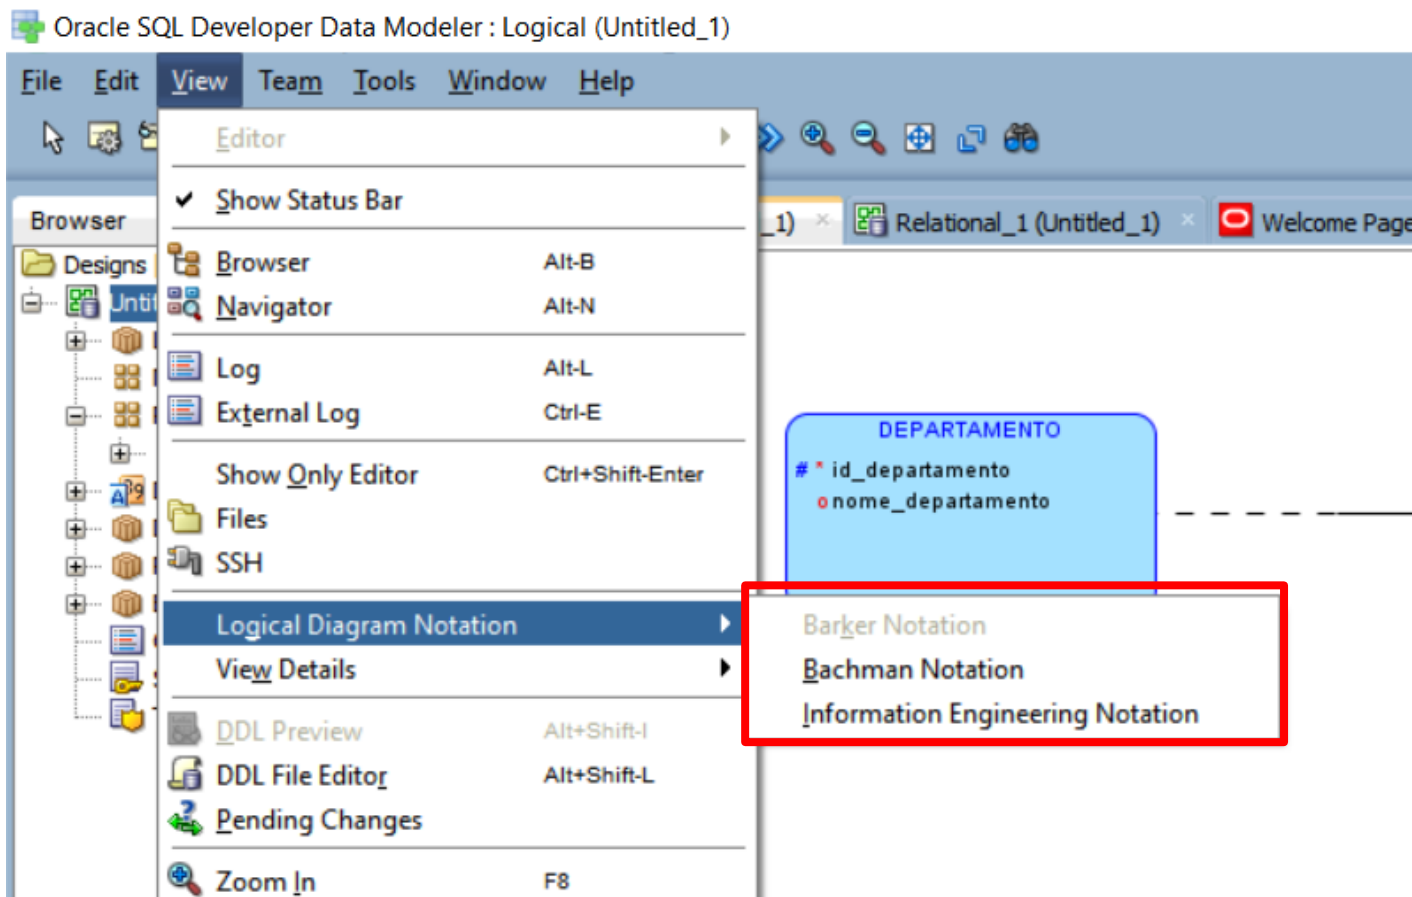 Oracle SQL Developer Data Modeler : Logical (Untitled_1)
File Edit View Team Tools Window Help
Editor
Show Status Bar
Browser
_1)
Relational_1 (Untitled_1)
Welcome Page
Designs
Browser Alt-B
Navigator Alt-N
Log Alt-L
External Log Ctrl-E
Show Only Editor Ctrl+Shift-Enter
Files
SSH
Logical Diagram Notation
View Details
DDL Preview Alt+Shift-I
DDL File Editor Alt+Shift-L
Pending Changes
Zoom In F8
DEPARTAMENTO
# * id_departamento
o nome_departamento
Barker Notation
Bachman Notation
Information Engineering Notation